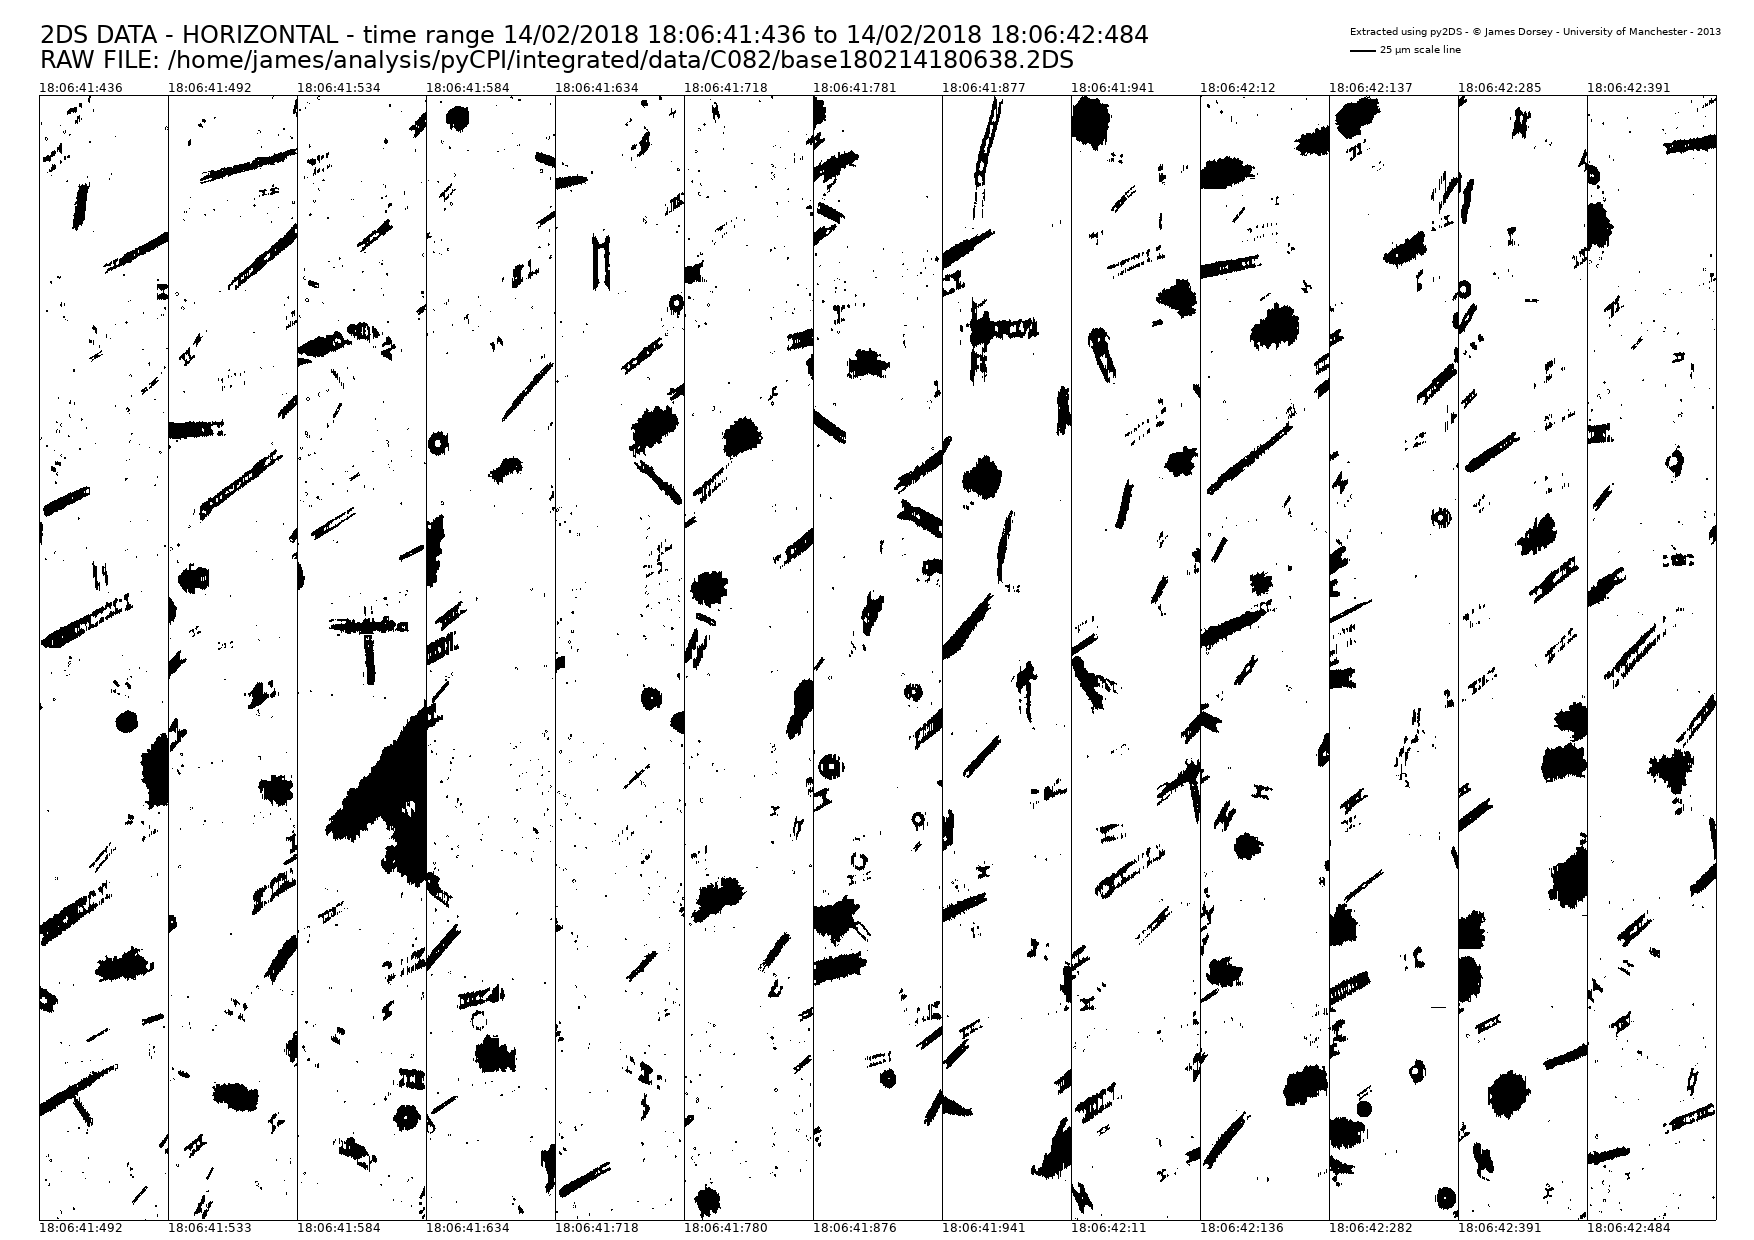 2DS DATA - HORIZONTAL - time range 14/02/2018 18:06:41:436 to 14/02/2018 18:06:42:484
RAW FILE: /home/james/analysis/pyCPI/integrated/data/C082/base180214180638.2DS
Extracted using py2DS - © James Dorsey - University of Manchester - 2013
25 µm scale line
18:06:41:436 18:06:41:492 18:06:41:534 18:06:41:584 18:06:41:634 18:06:41:718 18:06:41:781 18:06:41:877 18:06:41:941 18:06:42:12 18:06:42:137 18:06:42:285 18:06:42:391
18:06:41:492 18:06:41:533 18:06:41:584 18:06:41:634 18:06:41:718 18:06:41:780 18:06:41:876 18:06:41:941 18:06:42:11 18:06:42:136 18:06:42:282 18:06:42:391 18:06:42:484